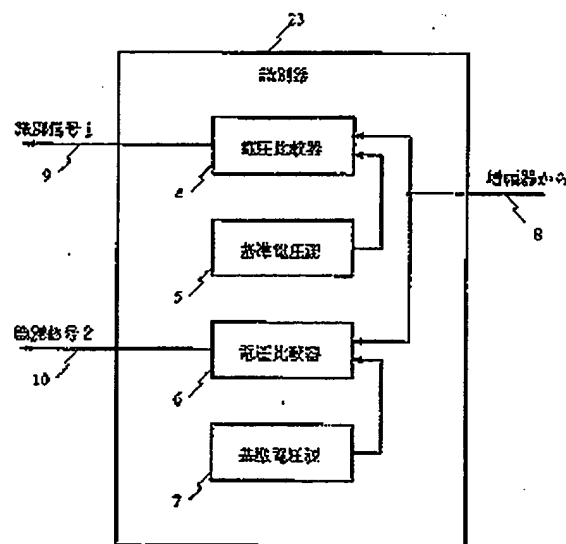 23
識別器
識別信号1
電圧比較器
増幅器から
9
4
8
基準電圧源
5
識別信号2
電圧比較器
10
6
基準電圧源
7